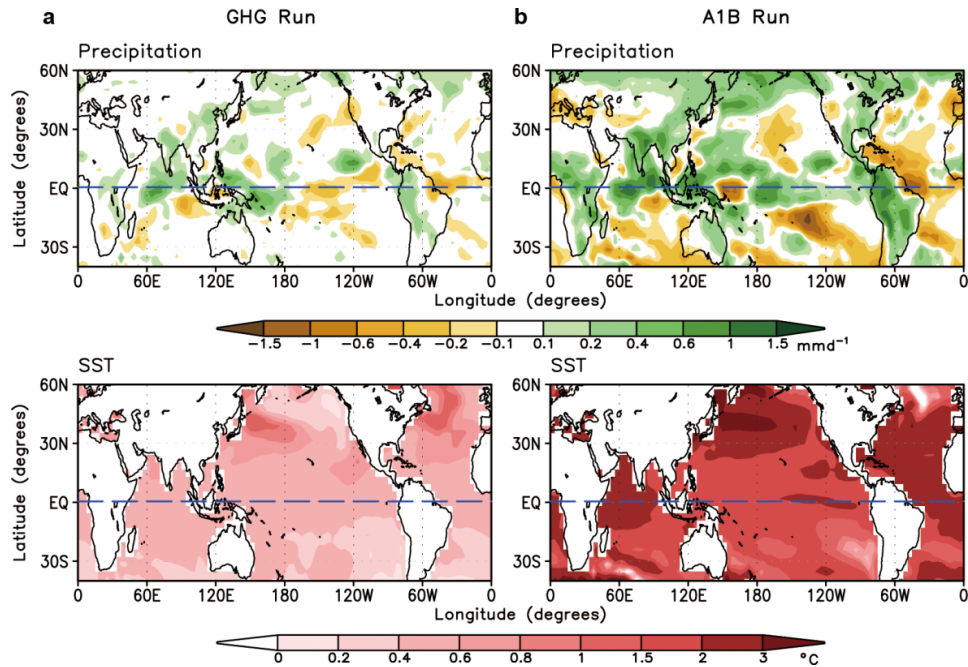 a GHG Run b A1B Run
Precipitation Precipitation
60N 60N
30N 30N
EQ EQ
30S 30S
Latitude (degrees)
0 60E 120E 180 120W 60W 0 0 60E 120E 180 120W 60W 0
Longitude (degrees) Longitude (degrees)
−1.5 −1 −0.6 −0.4 −0.2 −0.1 0.1 0.2 0.4 0.6 1 1.5 mmd⁻¹
SST SST
60N 60N
30N 30N
EQ EQ
30S 30S
Latitude (degrees)
0 60E 120E 180 120W 60W 0 0 60E 120E 180 120W 60W 0
Longitude (degrees) Longitude (degrees)
0 0.2 0.4 0.6 0.8 1 1.5 2 3 °C